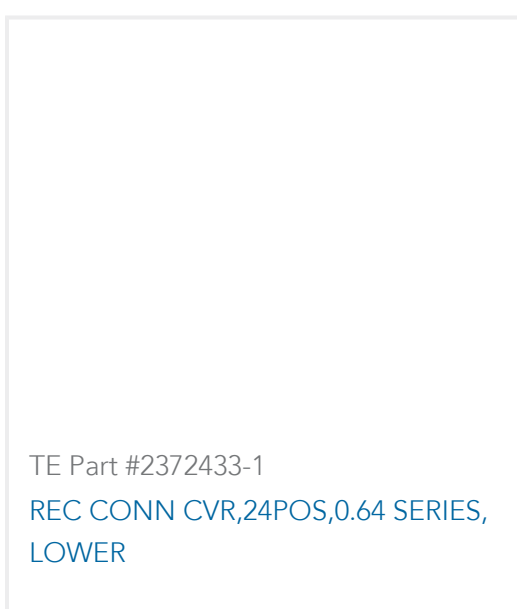 TE Part #2372433-1
REC CONN CVR,24POS,0.64 SERIES,
LOWER